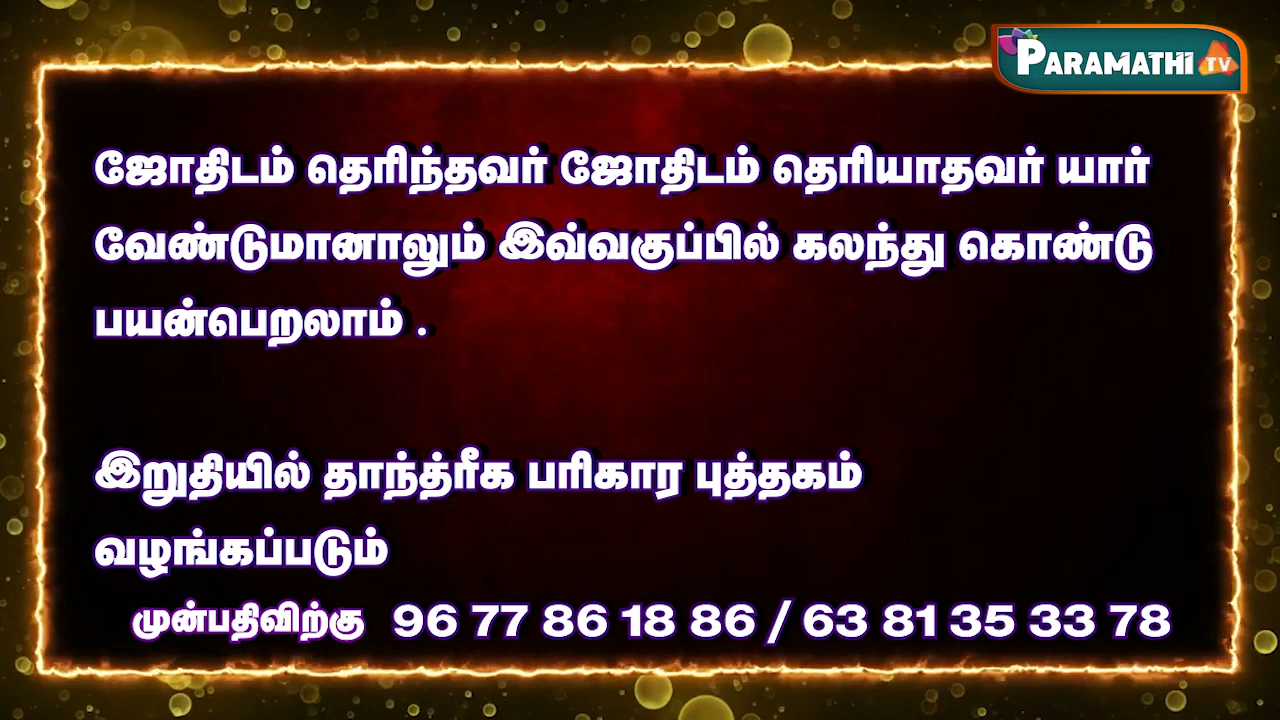 PARAMATHI TV
ஜோதிடம் தெரிந்தவர் ஜோதிடம் தெரியாதவர் யார்
வேண்டுமானாலும் இவ்வகுப்பில் கலந்து கொண்டு
பயன்பெறலாம் .
இறுதியில் தாந்த்ரீக பரிகார புத்தகம்
வழங்கப்படும்
முன்பதிவிற்கு 96 77 86 18 86 / 63 81 35 33 78